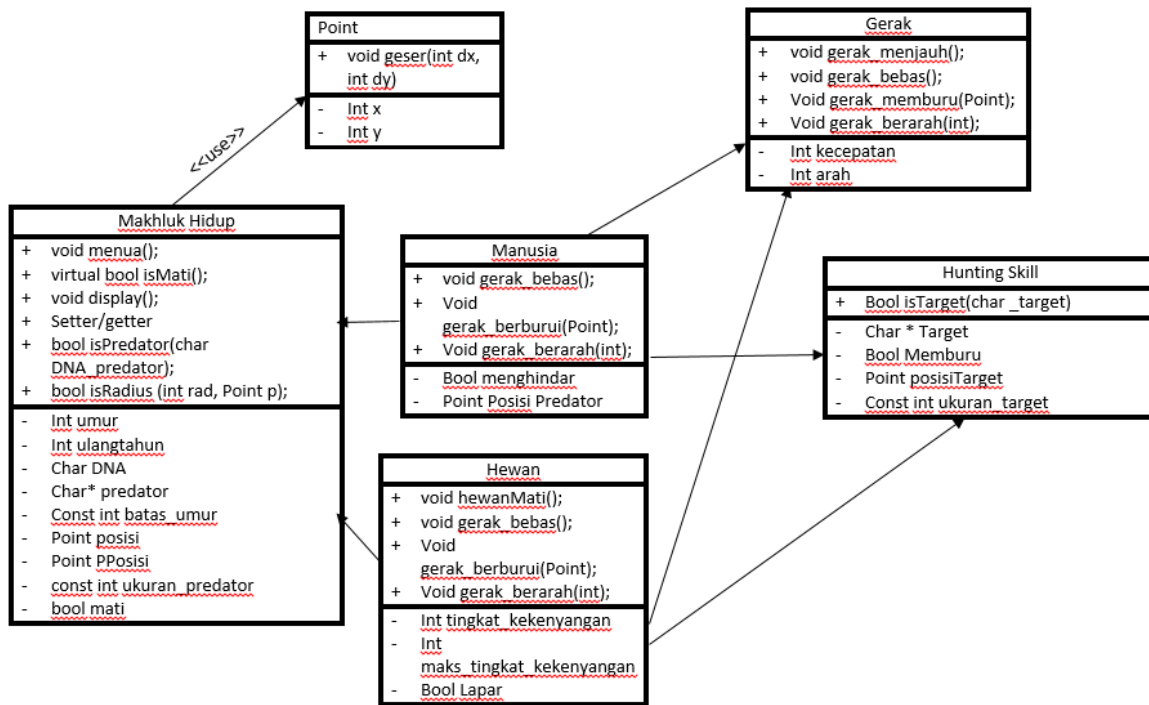 Point
+ void geser(int dx,
int dy)
- Int x
- Int y
<<use>>
Gerak
+ void gerak_menjauh();
+ void gerak_bebas();
+ Void gerak_memburu(Point);
+ Void gerak_berarah(int);
- Int kecepatan
- Int arah
Makhluk Hidup
+ void menua();
+ virtual bool isMati();
+ void display();
+ Setter/getter
+ bool isPredator(char
DNA_predator);
+ bool isRadius (int rad, Point p);
- Int umur
- Int ulangtahun
- Char DNA
- Char* predator
- Const int batas_umur
- Point posisi
- Point PPosisi
- const int ukuran_predator
- bool mati
Manusia
+ void gerak_bebas();
+ Void
gerak_berburui(Point);
+ Void gerak_berarah(int);
- Bool menghindar
- Point Posisi Predator
Hunting Skill
+ Bool isTarget(char _target)
- Char * Target
- Bool Memburu
- Point posisiTarget
- Const int ukuran_target
Hewan
+ void hewanMati();
+ void gerak_bebas();
+ Void
gerak_berburui(Point);
+ Void gerak_berarah(int);
- Int tingkat_kekenyangan
- Int
maks_tingkat_kekenyangan
- Bool Lapar